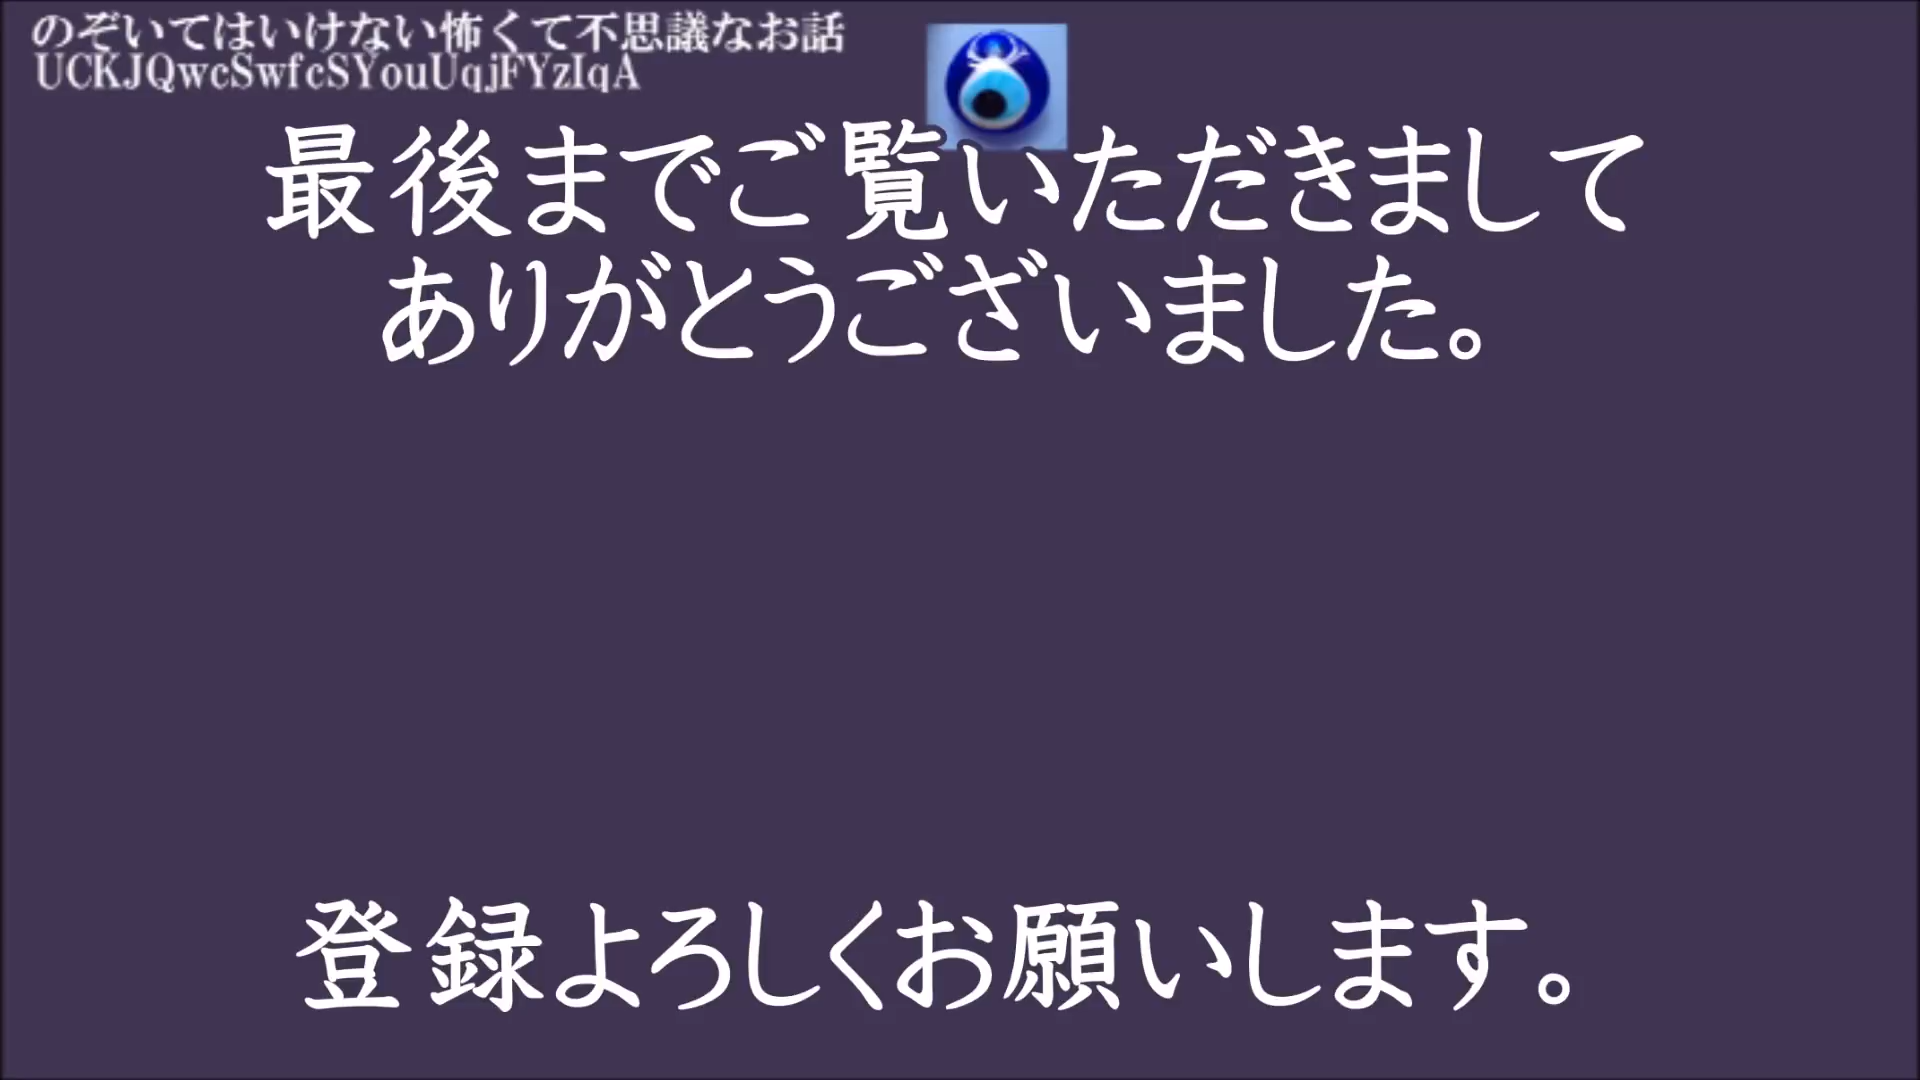 のぞいてはいけない怖くて不思議なお話
UCKJQwcSwfcSYouUqjFYzIqA
最後までご覧いただきまして
ありがとうございました。
登録よろしくお願いします。